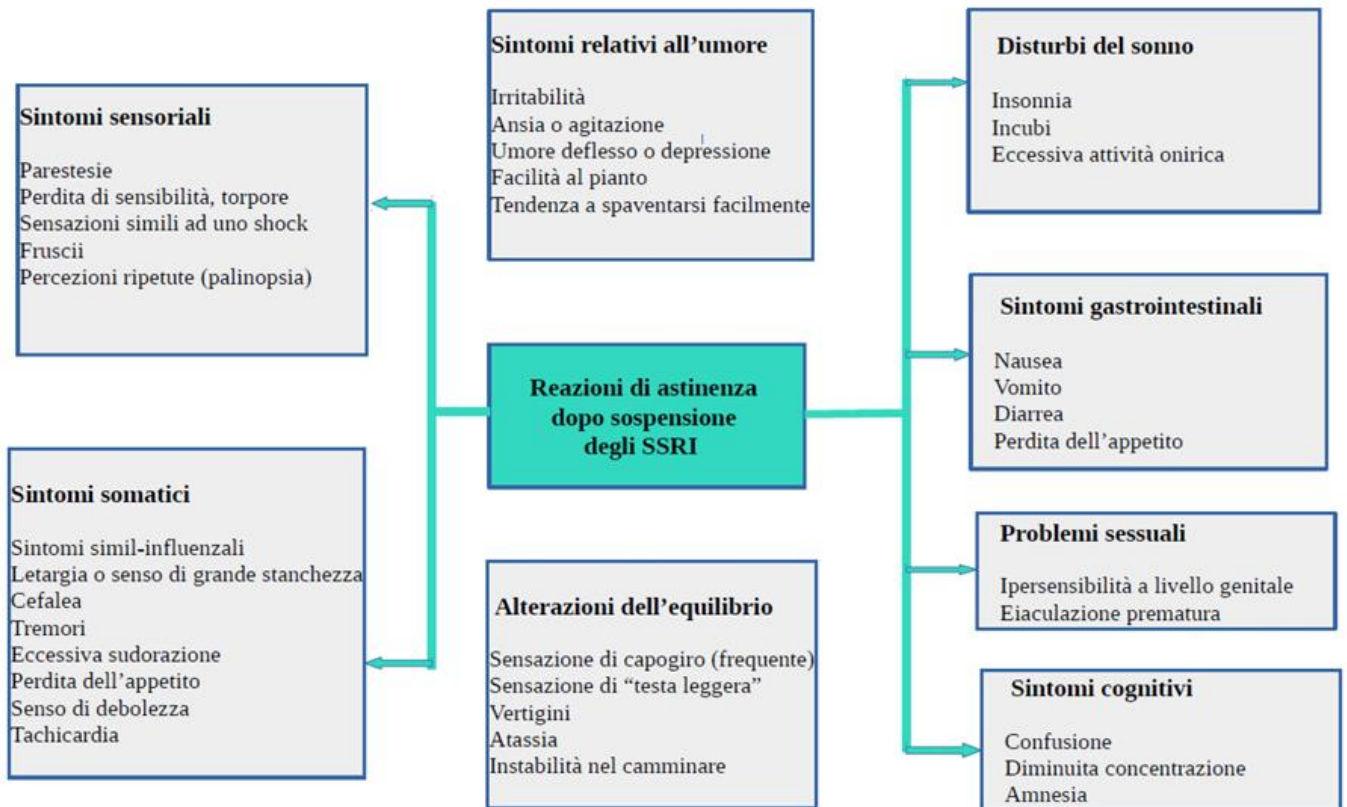 Sintomi sensoriali
Parestesie
Perdita di sensibilità, torpore
Sensazioni simili ad uno shock
Fruscii
Percezioni ripetute (palinopsia)
Sintomi somatici
Sintomi simil-influenzali
Letargia o senso di grande stanchezza
Cefalea
Tremori
Eccessiva sudorazione
Perdita dell’appetito
Senso di debolezza
Tachicardia
Sintomi relativi all’umore
Irritabilità
Ansia o agitazione
Umore deflesso o depressione
Facilità al pianto
Tendenza a spaventarsi facilmente
Reazioni di astinenza
dopo sospensione
degli SSRI
Alterazioni dell’equilibrio
Sensazione di capogiro (frequente)
Sensazione di “testa leggera”
Vertigini
Atassia
Instabilità nel camminare
Disturbi del sonno
Insonnia
Incubi
Eccessiva attività onirica
Sintomi gastrointestinali
Nausea
Vomito
Diarrea
Perdita dell’appetito
Problemi sessuali
Ipersensibilità a livello genitale
Eiaculazione prematura
Sintomi cognitivi
Confusione
Diminuita concentrazione
Amnesia